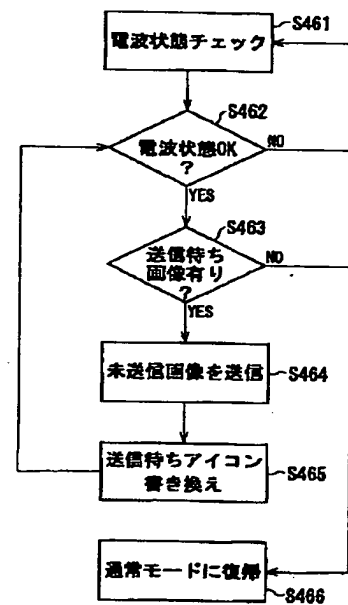 S461
電波状態チェック
S462
電波状態OK
?
NO
YES
S463
送信待ち
画像有り
?
NO
YES
未送信画像を送信
S464
送信待ちアイコン
書き換え
S465
通常モードに復帰
S466